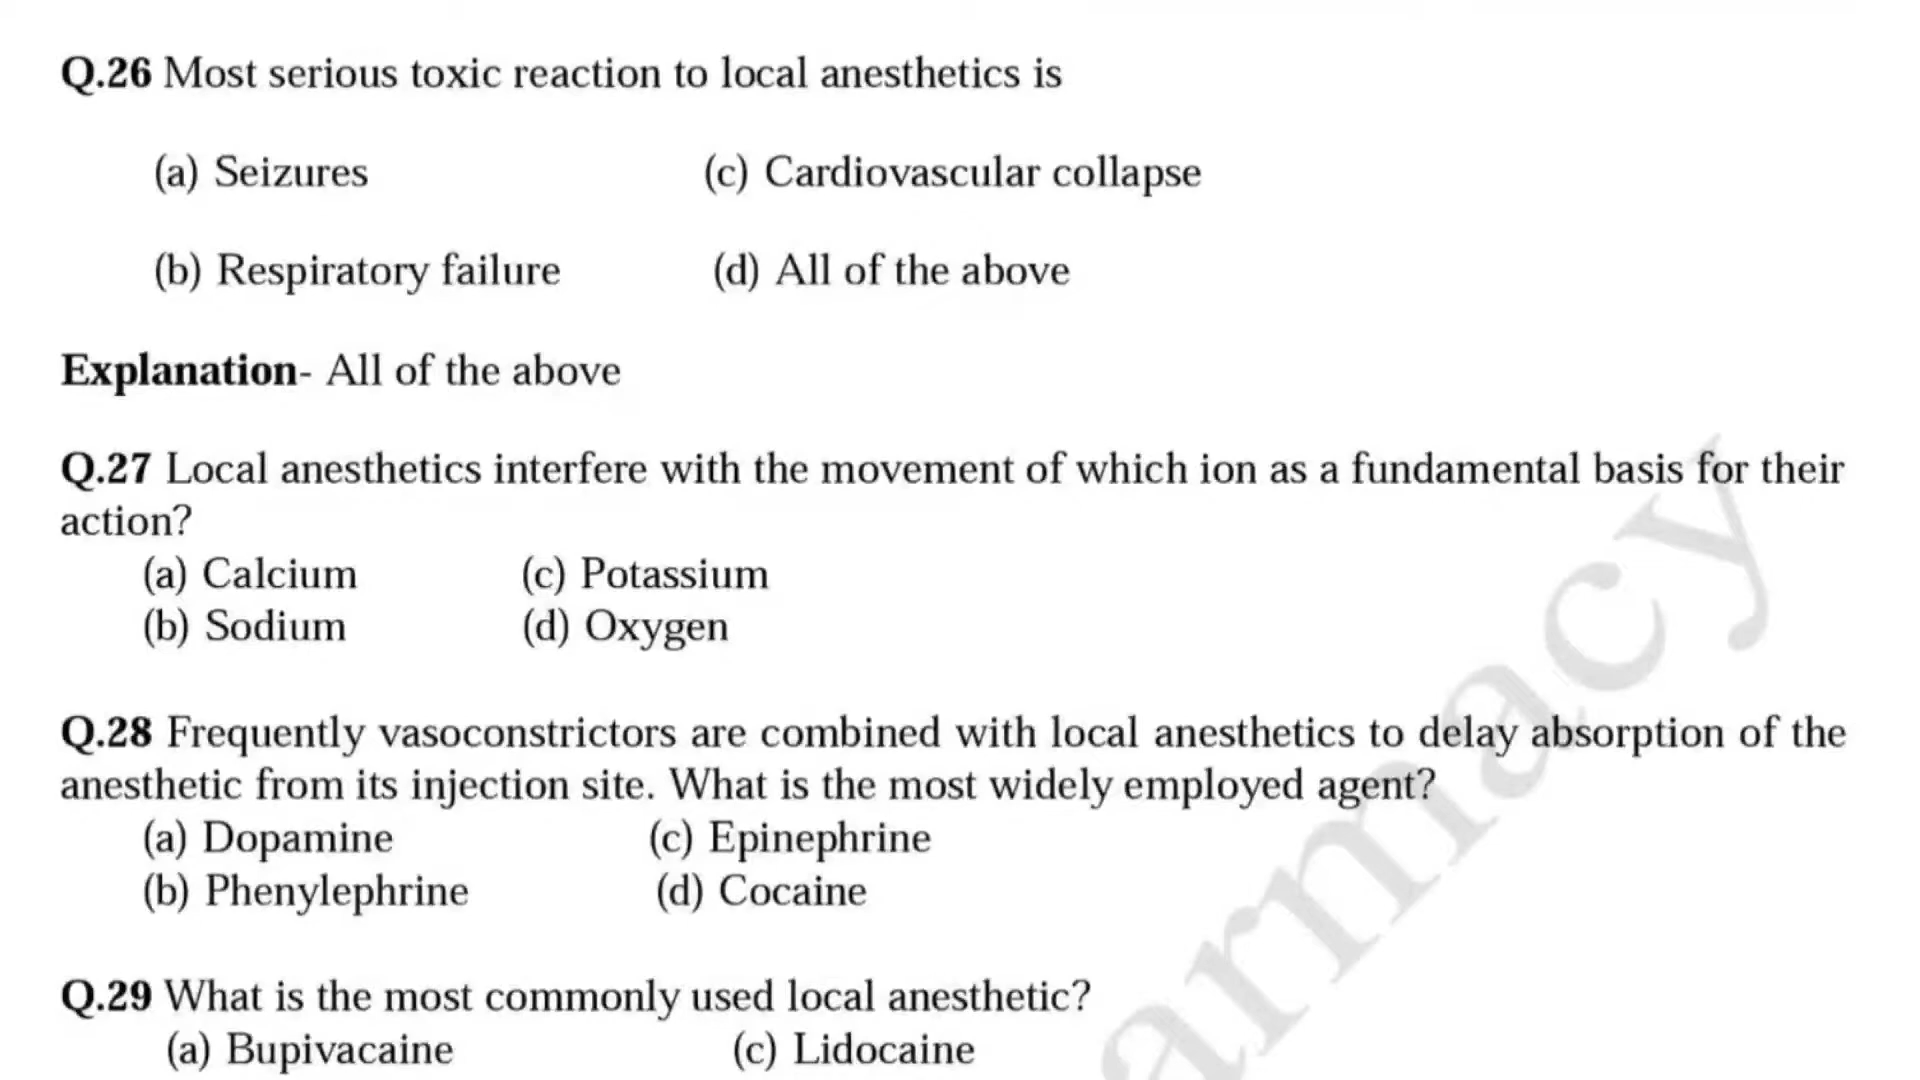 Q.26 Most serious toxic reaction to local anesthetics is
(a) Seizures (c) Cardiovascular collapse
(b) Respiratory failure (d) All of the above
Explanation- All of the above
Q.27 Local anesthetics interfere with the movement of which ion as a fundamental basis for their
action?
(a) Calcium (c) Potassium
(b) Sodium (d) Oxygen
Q.28 Frequently vasoconstrictors are combined with local anesthetics to delay absorption of the
anesthetic from its injection site. What is the most widely employed agent?
(a) Dopamine (c) Epinephrine
(b) Phenylephrine (d) Cocaine
Q.29 What is the most commonly used local anesthetic?
(a) Bupivacaine (c) Lidocaine
armacy